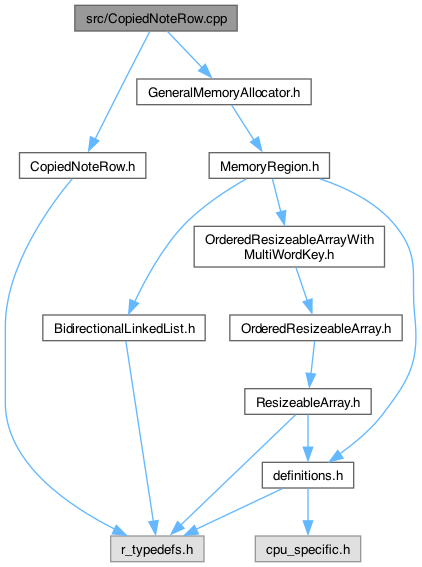 src/CopiedNoteRow.cpp
GeneralMemoryAllocator.h
CopiedNoteRow.h
MemoryRegion.h
OrderedResizeableArrayWith
MultiWordKey.h
BidirectionalLinkedList.h
OrderedResizeableArray.h
ResizeableArray.h
definitions.h
r_typedefs.h
cpu_specific.h